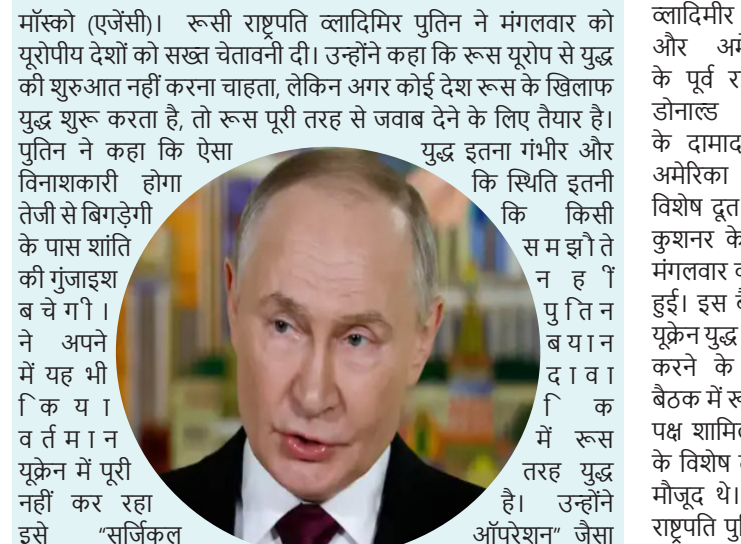 मॉस्को (एजेंसी)। रूसी राष्ट्रपति व्लादिमिर पुतिन ने मंगलवार को
यूरोपीय देशों को सख्त चेतावनी दी। उन्होंने कहा कि रूस यूरोप से युद्ध
की शुरुआत नहीं करना चाहता, लेकिन अगर कोई देश रूस के खिलाफ
युद्ध शुरू करता है, तो रूस पूरी तरह से जवाब देने के लिए तैयार है।
पुतिन ने कहा कि ऐसा युद्ध इतना गंभीर और
विनाशकारी होगा कि स्थिति इतनी
तेजी से बिगड़ेगी कि किसी
के पास शांति समझौते
की गुंजाइश नहीं
बचेगी। पुतिन
ने अपने बयान
में यह भी दावा
किया कि
वर्तमान में रूस
यूक्रेन में पूरी तरह युद्ध
नहीं कर रहा है। उन्होंने
इसे “सर्जिकल ऑपरेशन” जैसा
व्लादिमीर
और
के पूर्व
डोनाल्ड
के दामाद
अमेरिका
विशेष दूत
कुशनर के
मंगलवार
हुई। इस
यूक्रेन युद्ध
करने के
बैठक में
पक्ष
के विशेष
मौजूद थे।
राष्ट्रपति